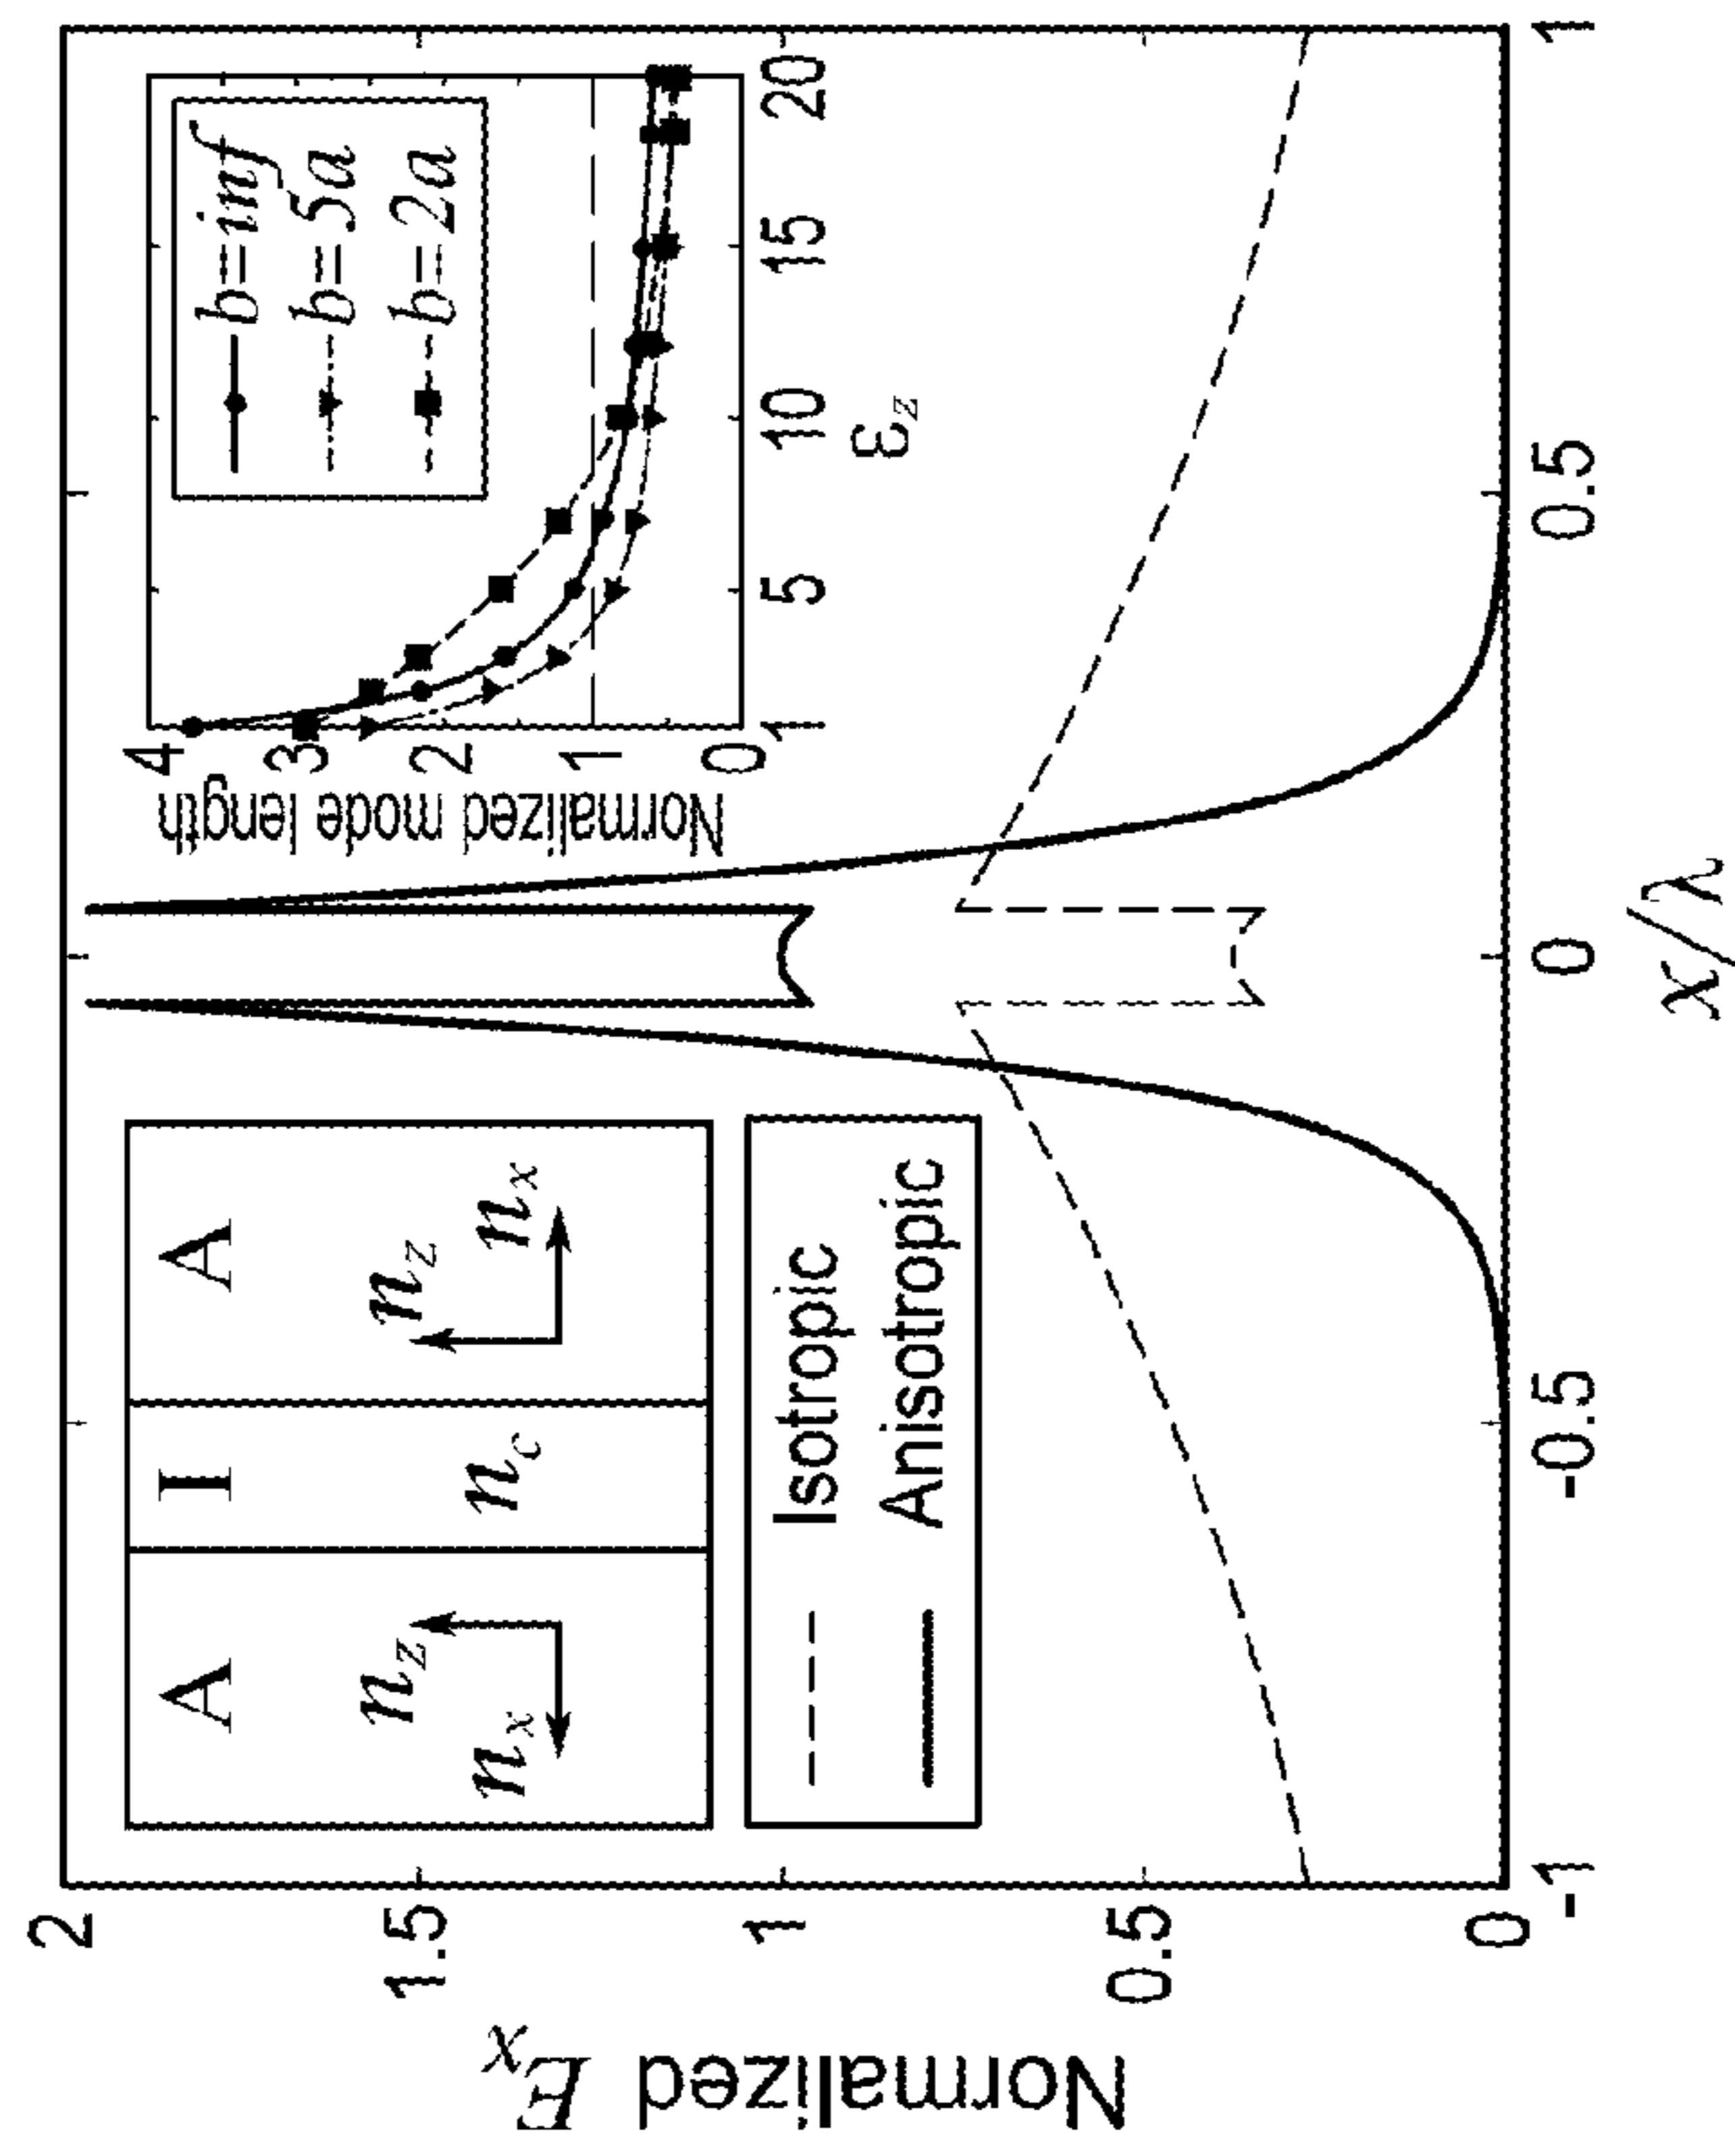 Normalized Eₓ
2
1.5
1
0.5
0
-1
-0.5
0
0.5
1
x/λ
A
I
A
n_z
n_x
n_c
n_z
n_x
Isotropic
Anisotropic
Normalized mode length
4
3
2
1
0
1
5
10
15
20
ε_z
b=inf
b=5a
b=2a